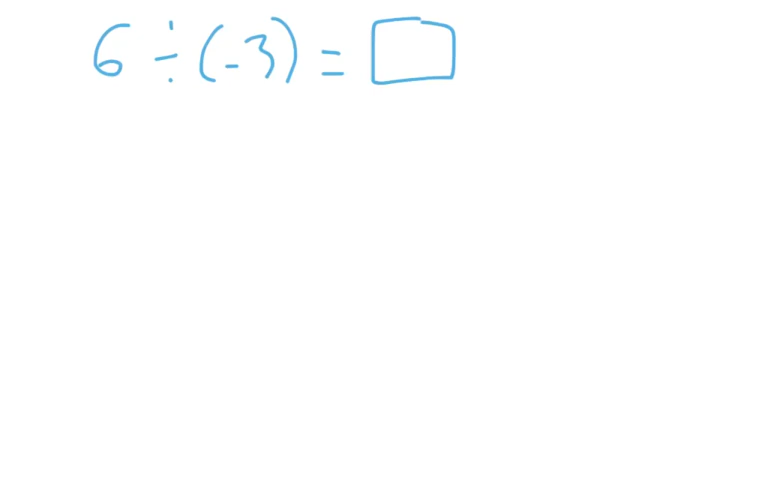 6 ÷ (-3) = □